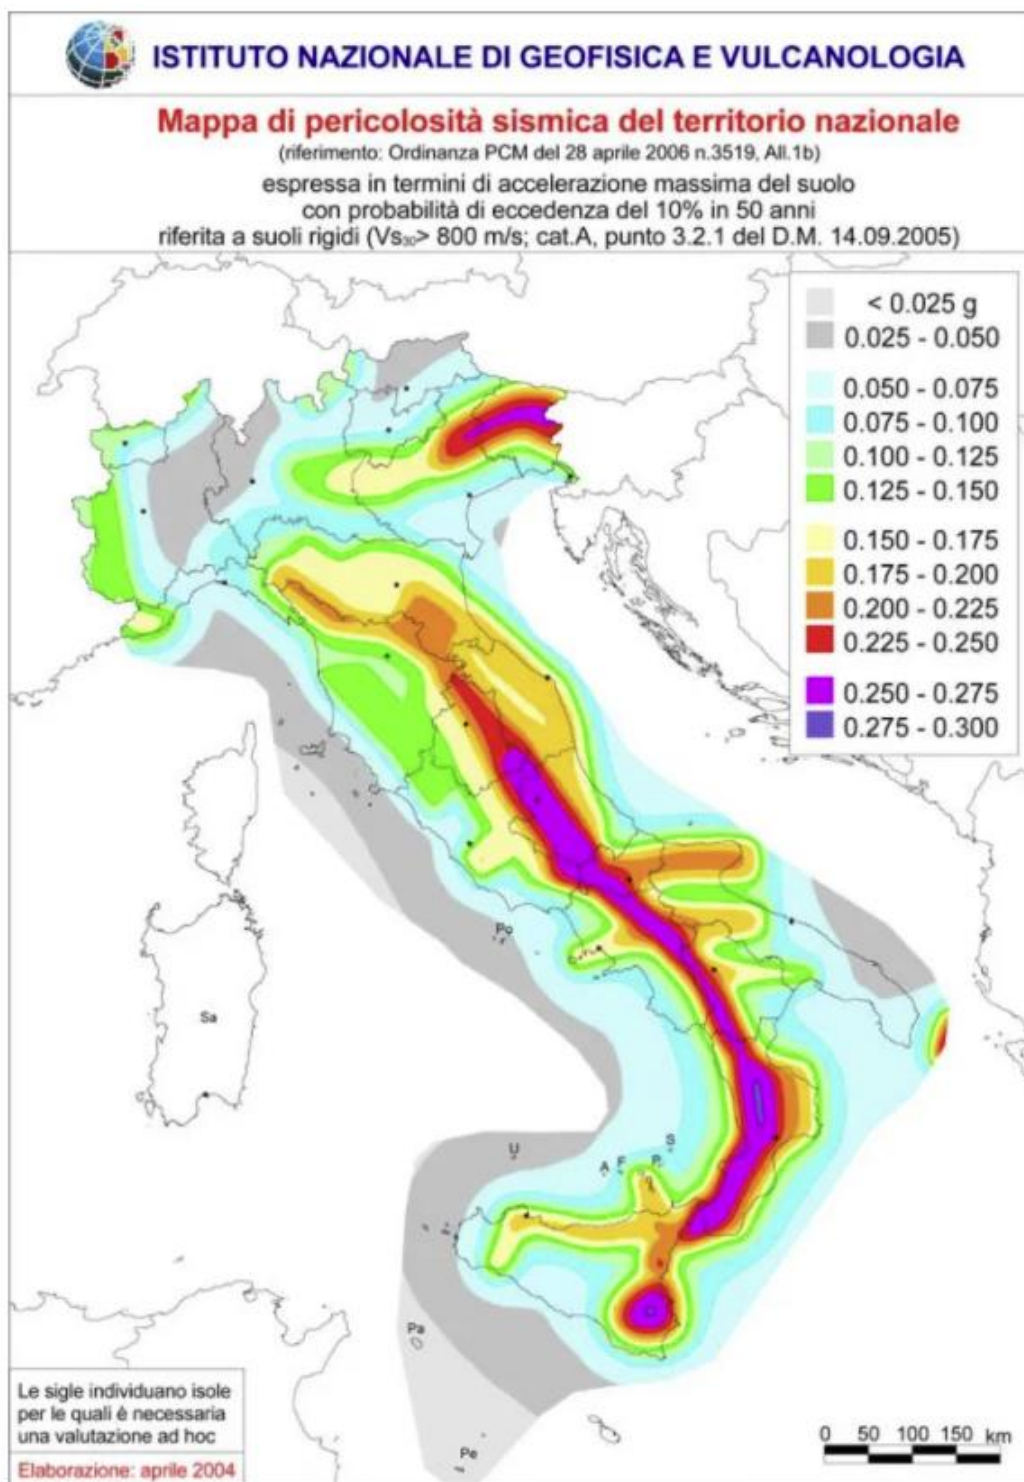 ISTITUTO NAZIONALE DI GEOFISICA E VULCANOLOGIA
Mappa di pericolosità sismica del territorio nazionale
(riferimento: Ordinanza PCM del 28 aprile 2006 n.3519, All.1b)
espressa in termini di accelerazione massima del suolo
con probabilità di eccedenza del 10% in 50 anni
riferita a suoli rigidi (Vs₃₀> 800 m/s; cat.A, punto 3.2.1 del D.M. 14.09.2005)
< 0.025 g
0.025 - 0.050
0.050 - 0.075
0.075 - 0.100
0.100 - 0.125
0.125 - 0.150
0.150 - 0.175
0.175 - 0.200
0.200 - 0.225
0.225 - 0.250
0.250 - 0.275
0.275 - 0.300
Po
Sa
U
S
A F P
Pa
Pe
Le sigle individuano isole
per le quali è necessaria
una valutazione ad hoc
Elaborazione: aprile 2004
0 50 100 150 km